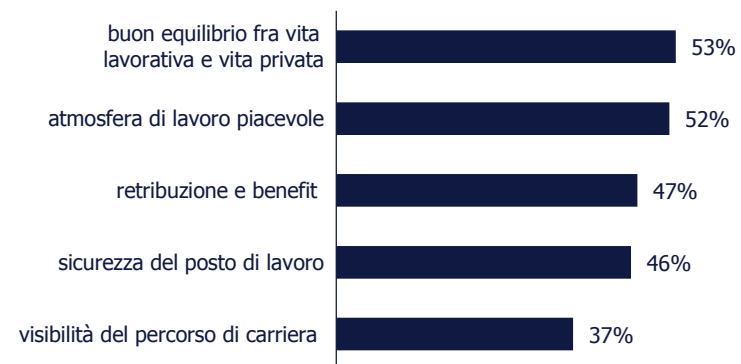 buon equilibrio fra vita
lavorativa e vita privata
53%
atmosfera di lavoro piacevole
52%
retribuzione e benefit
47%
sicurezza del posto di lavoro
46%
visibilità del percorso di carriera
37%